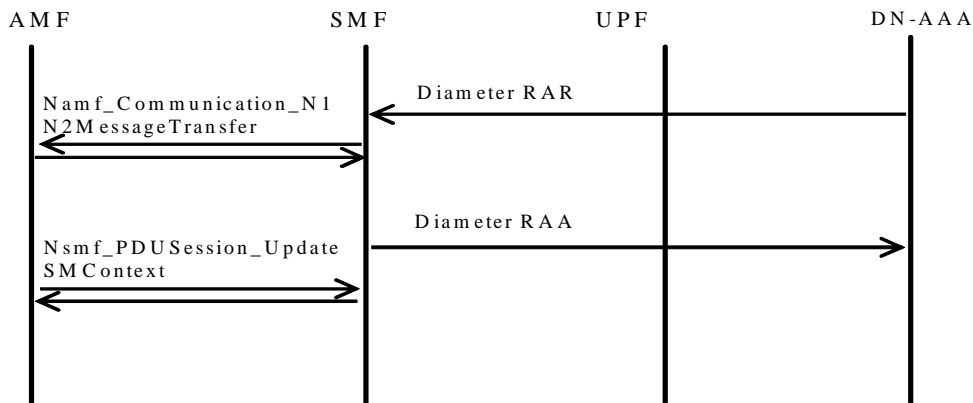 AMF SMF UPF DN-AAA
Diameter RAR
Namf_Communication_N1
N2MessageTransfer
Diameter RAA
Nsmf_PDUSession_Update
SMContext